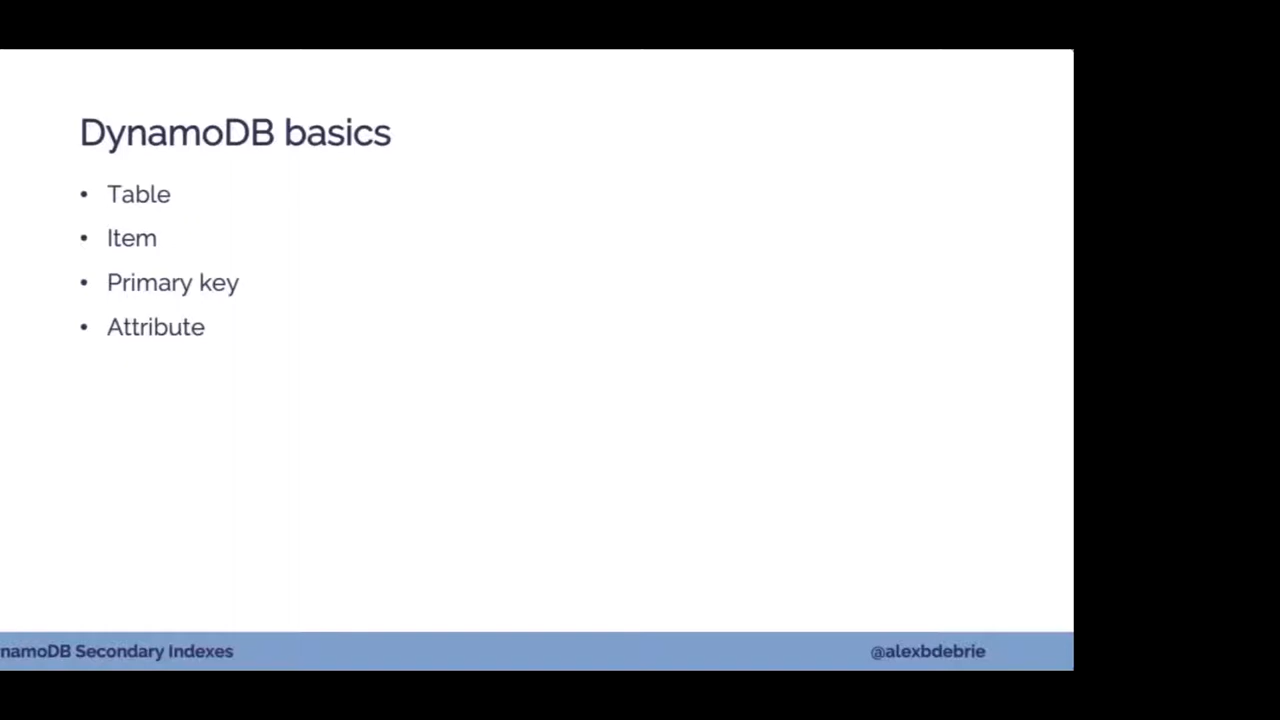 DynamoDB basics
• Table
• Item
• Primary key
• Attribute
namoDB Secondary Indexes
@alexbdebrie